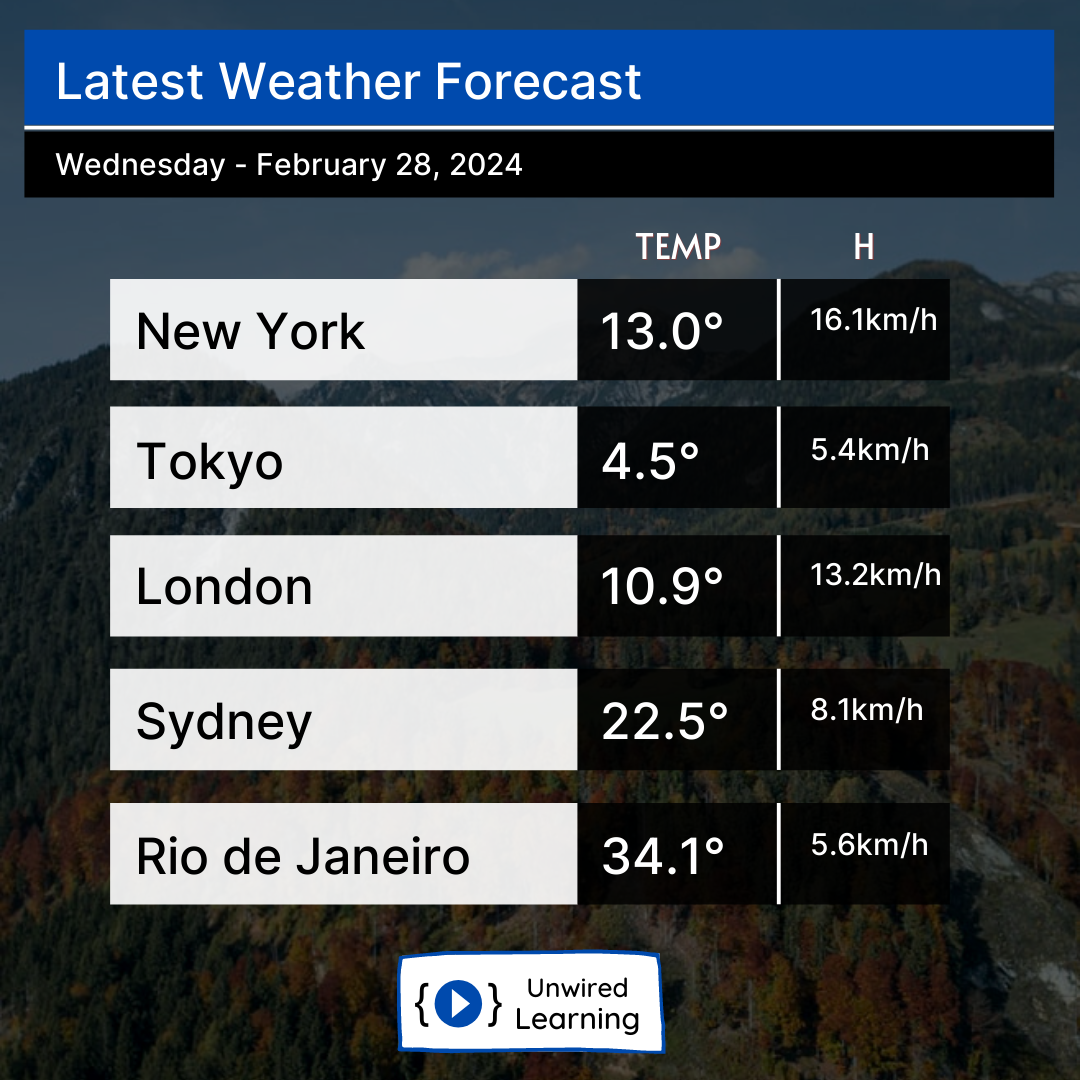 Latest Weather Forecast
Wednesday - February 28, 2024
TEMP H
New York 13.0° 16.1km/h
Tokyo 4.5° 5.4km/h
London 10.9° 13.2km/h
Sydney 22.5° 8.1km/h
Rio de Janeiro 34.1° 5.6km/h
{ } Unwired
Learning